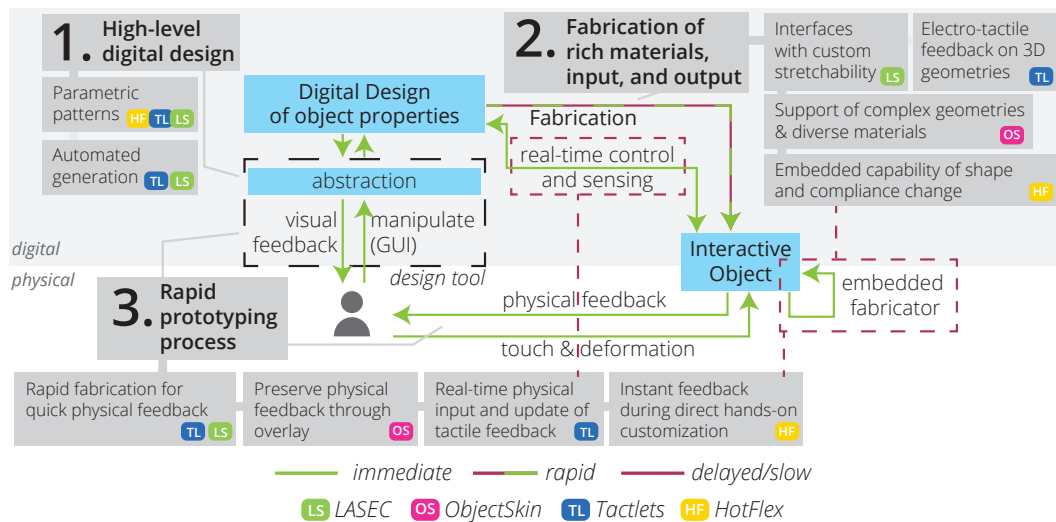 1. High-level
digital design
Parametric
patterns HF TL LS
Automated
generation TL LS
2. Fabrication of
rich materials,
input, and output
Interfaces
with custom
stretchability LS
Electro-tactile
feedback on 3D
geometries TL
Support of complex geometries
& diverse materials OS
Embedded capability of shape
and compliance change HF
Digital Design
of object properties
Fabrication
real-time control
and sensing
abstraction
visual
feedback
manipulate
(GUI)
design tool
digital
physical
Interactive
Object
embedded
fabricator
physical feedback
touch & deformation
3. Rapid
prototyping
process
Rapid fabrication for
quick physical feedback
TL LS
Preserve physical
feedback through
overlay OS
Real-time physical
input and update of
tactile feedback TL
Instant feedback
during direct hands-on
customization HF
immediate rapid delayed/slow
LS LASEC OS ObjectSkin TL Tactlets HF HotFlex